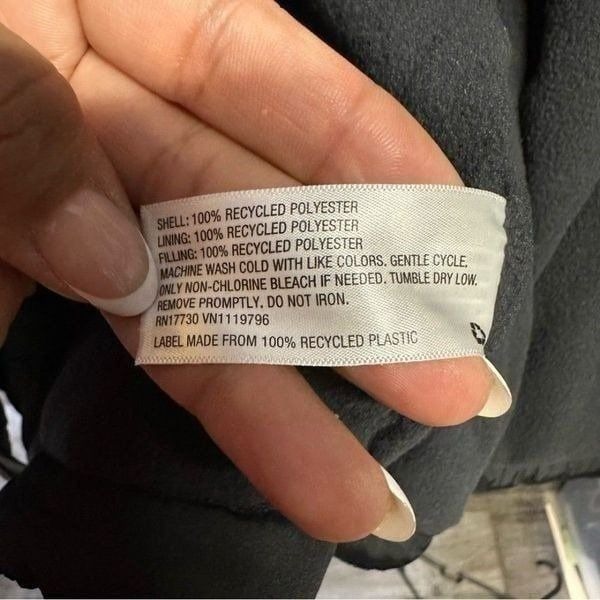 SHELL: 100% RECYCLED POLYESTER
LINING: 100% RECYCLED POLYESTER
FILLING: 100% RECYCLED POLYESTER
MACHINE WASH COLD WITH LIKE COLORS. GENTLE CYCLE.
ONLY NON-CHLORINE BLEACH IF NEEDED. TUMBLE DRY LOW.
REMOVE PROMPTLY. DO NOT IRON.
RN17730 VN1119796
LABEL MADE FROM 100% RECYCLED PLASTIC